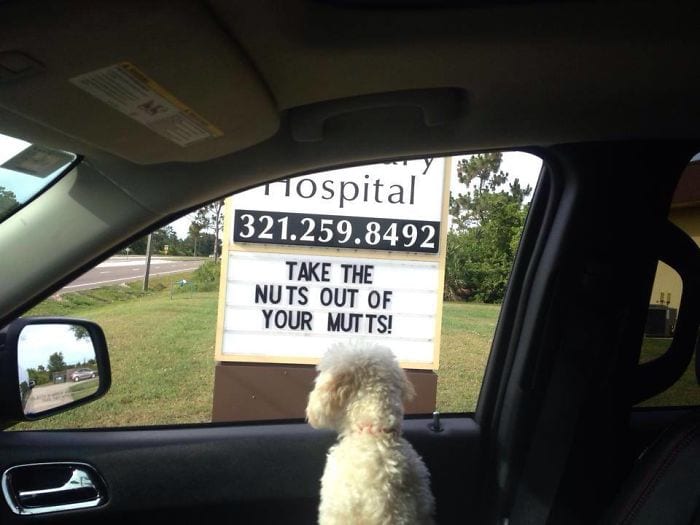 Hospital
321.259.8492
TAKE THE
NUTS OUT OF
YOUR MUTTS!